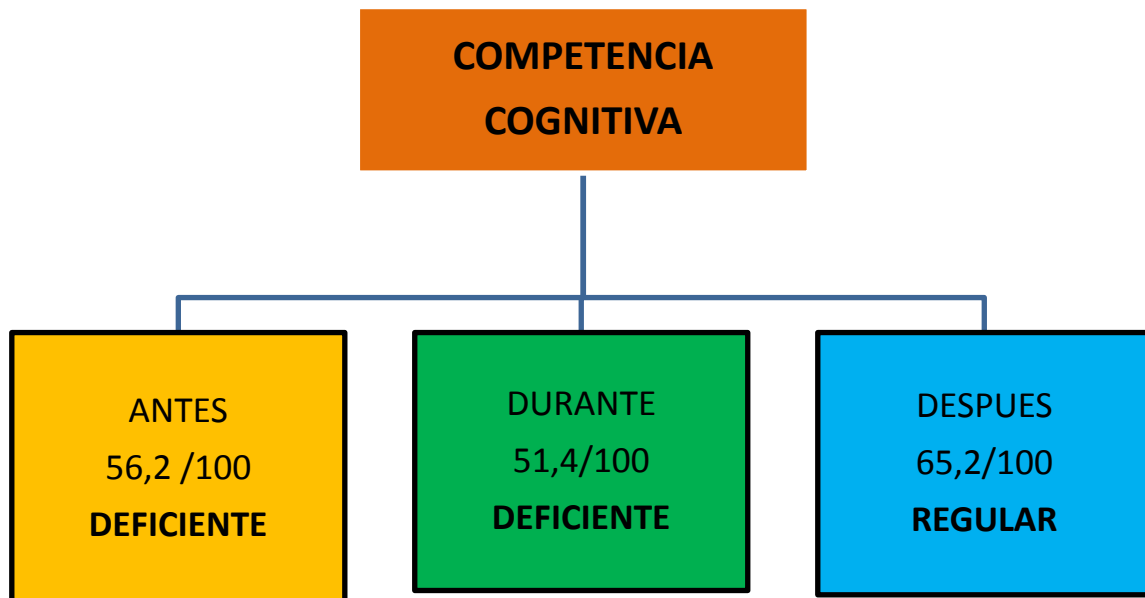 COMPETENCIA
COGNITIVA
ANTES
56,2 /100
DEFICIENTE
DURANTE
51,4/100
DEFICIENTE
DESPUES
65,2/100
REGULAR